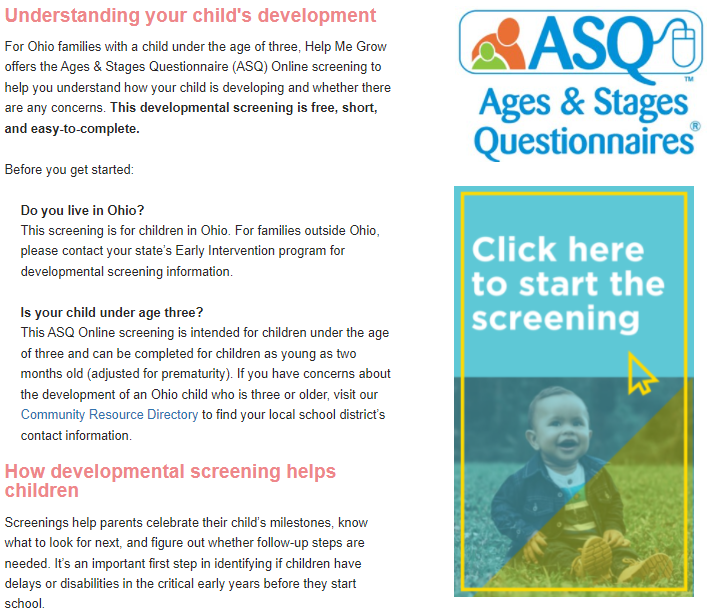 Understanding your child's development
For Ohio families with a child under the age of three, Help Me Grow
offers the Ages & Stages Questionnaire (ASQ) Online screening to
help you understand how your child is developing and whether there
are any concerns. This developmental screening is free, short,
and easy-to-complete.
Before you get started:
Do you live in Ohio?
This screening is for children in Ohio. For families outside Ohio,
please contact your state's Early Intervention program for
developmental screening information.
Is your child under age three?
This ASQ Online screening is intended for children under the age
of three and can be completed for children as young as two
months old (adjusted for prematurity). If you have concerns about
the development of an Ohio child who is three or older, visit our
Community Resource Directory to find your local school district's
contact information.
How developmental screening helps
children
Screenings help parents celebrate their child's milestones, know
what to look for next, and figure out whether follow-up steps are
needed. It's an important first step in identifying if children have
delays or disabilities in the critical early years before they start
school.
ASQ
TM
Ages & Stages
Questionnaires®
Click here
to start the
screening